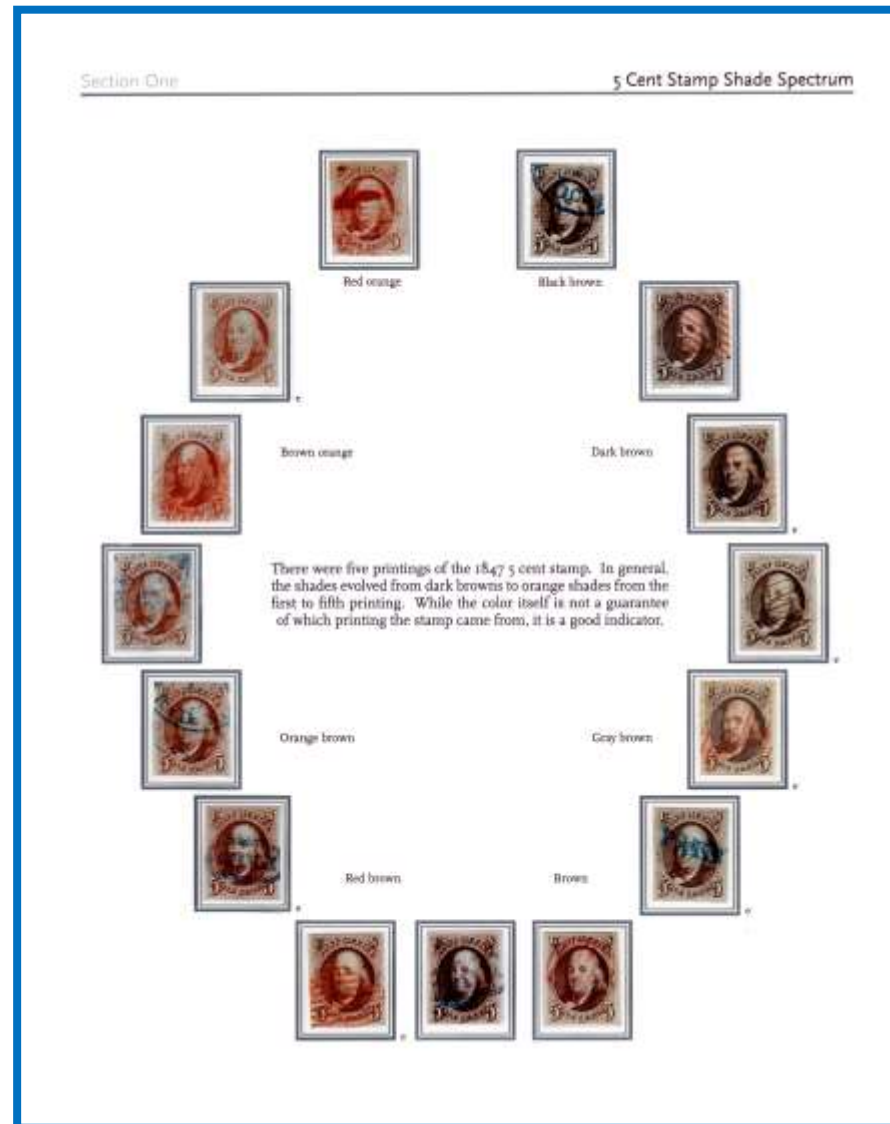 Section One
5 Cent Stamp Shade Spectrum
Red orange
Black brown
Brown orange
Dark brown
There were five printings of the 1847 5 cent stamp. In general,
the shades evolved from dark browns to orange shades from the
first to fifth printing. While the color itself is not a guarantee
of which printing the stamp came from, it is a good indicator.
Orange brown
Gray brown
Red brown
Brown